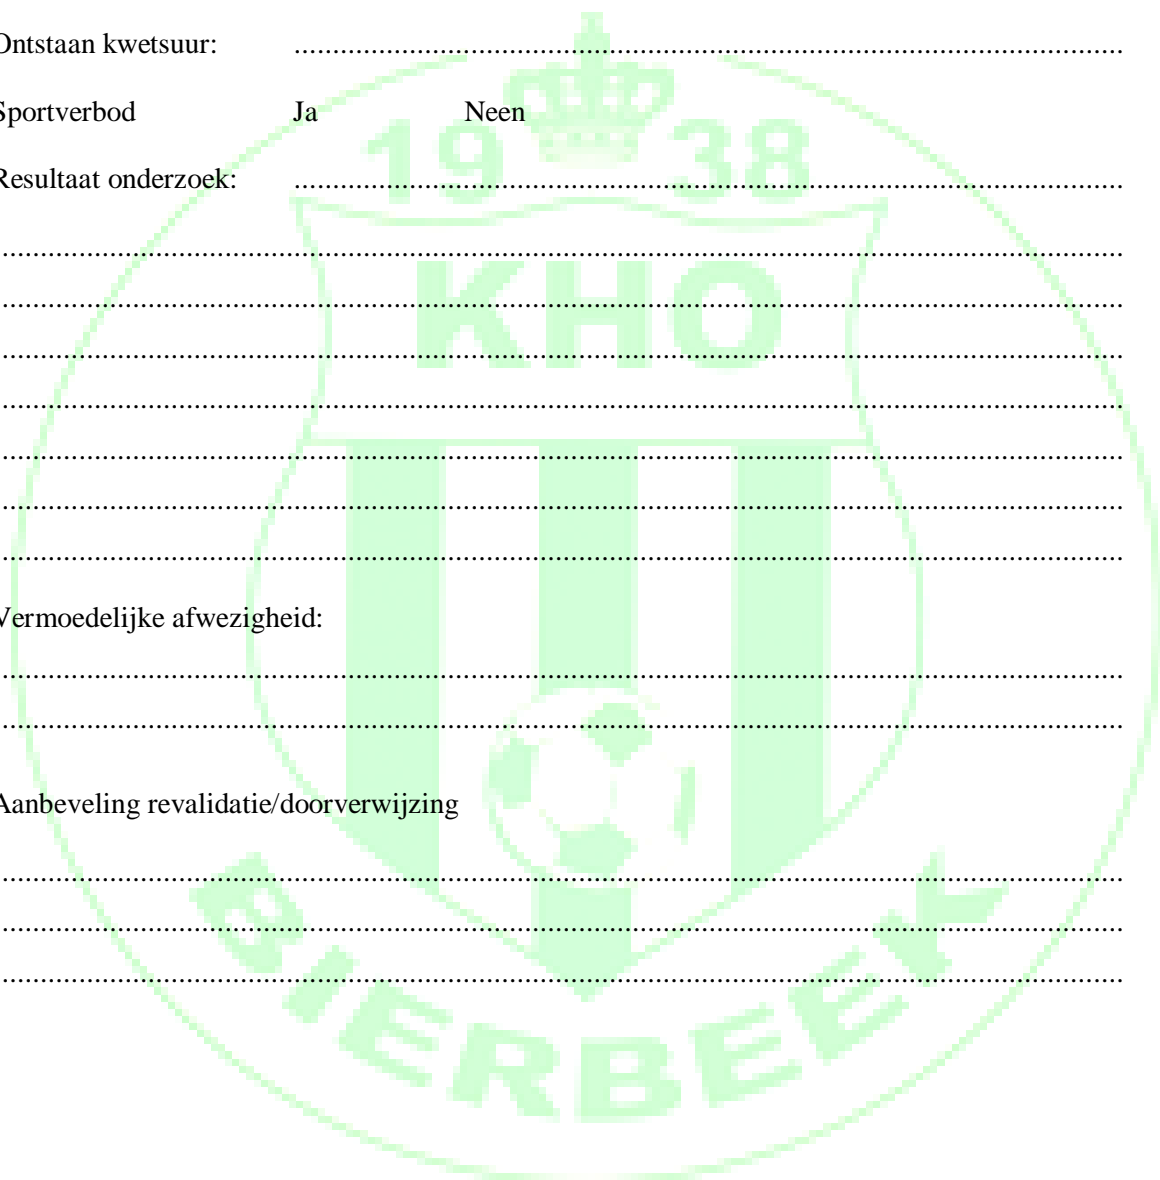 Ontstaan kwetsuur: ..........................................................................................................
Sportverbod Ja Neen
19 38
Resultaat onderzoek: ..........................................................................................................
KHO
Vermoedelijke afwezigheid:
Aanbeveling revalidatie/doorverwijzing
BIERBEEK